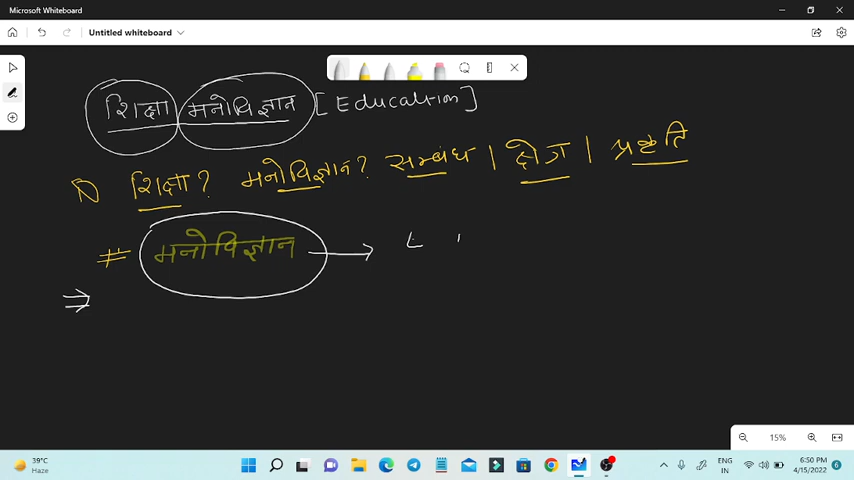 Microsoft Whiteboard
Untitled whiteboard
शिक्षा मनोविज्ञान [Education]
शिक्षा? मनोविज्ञान? सम्बंध | क्षेत्र | प्रकृति
# मनोविज्ञान →
⇒
15%
39°C
Haze
ENG
IN
6:50 PM
4/15/2022
6